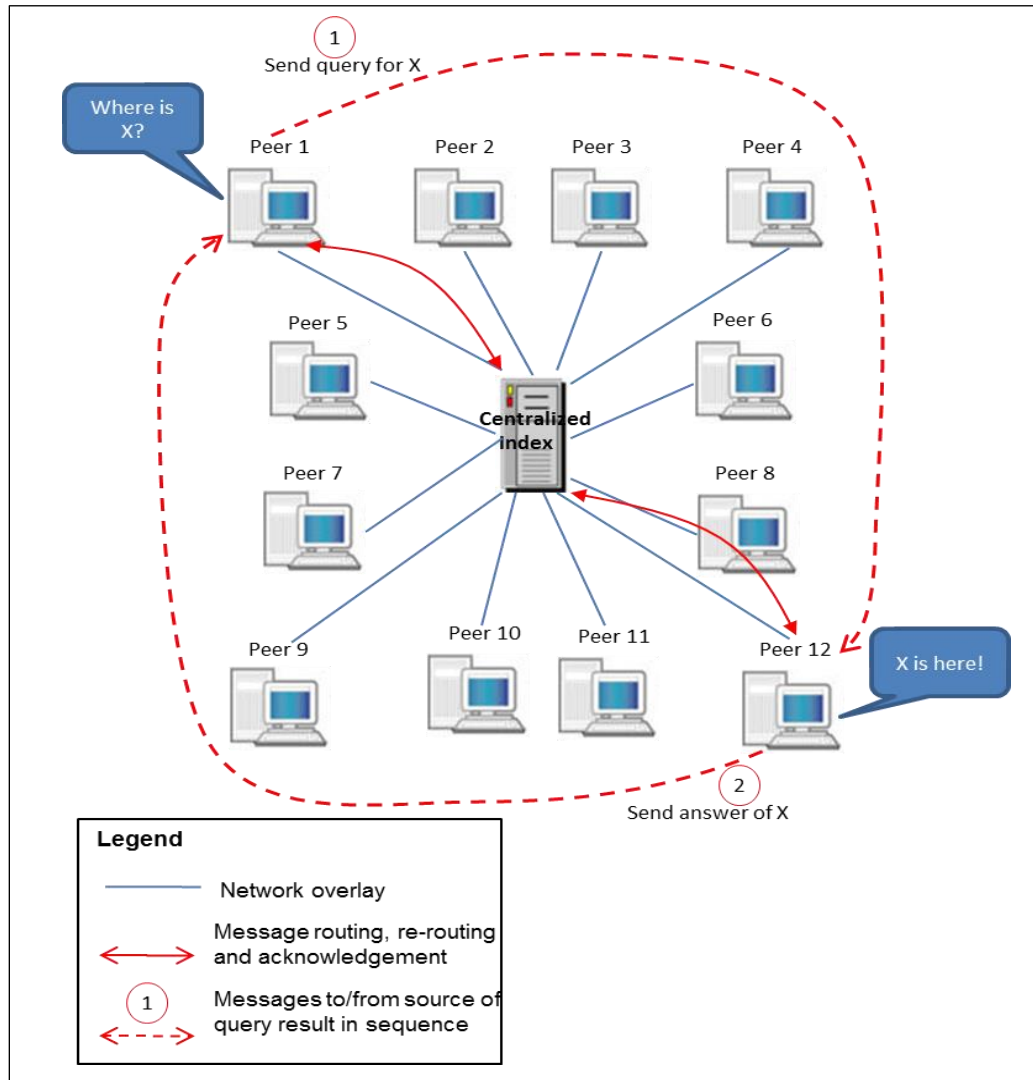 1
Send query for X
Where is
X?
Peer 1
Peer 2
Peer 3
Peer 4
Peer 5
Peer 6
Centralized
index
Peer 7
Peer 8
Peer 9
Peer 10
Peer 11
Peer 12
X is here!
2
Send answer of X
Legend
Network overlay
Message routing, re-routing
and acknowledgement
1
Messages to/from source of
query result in sequence